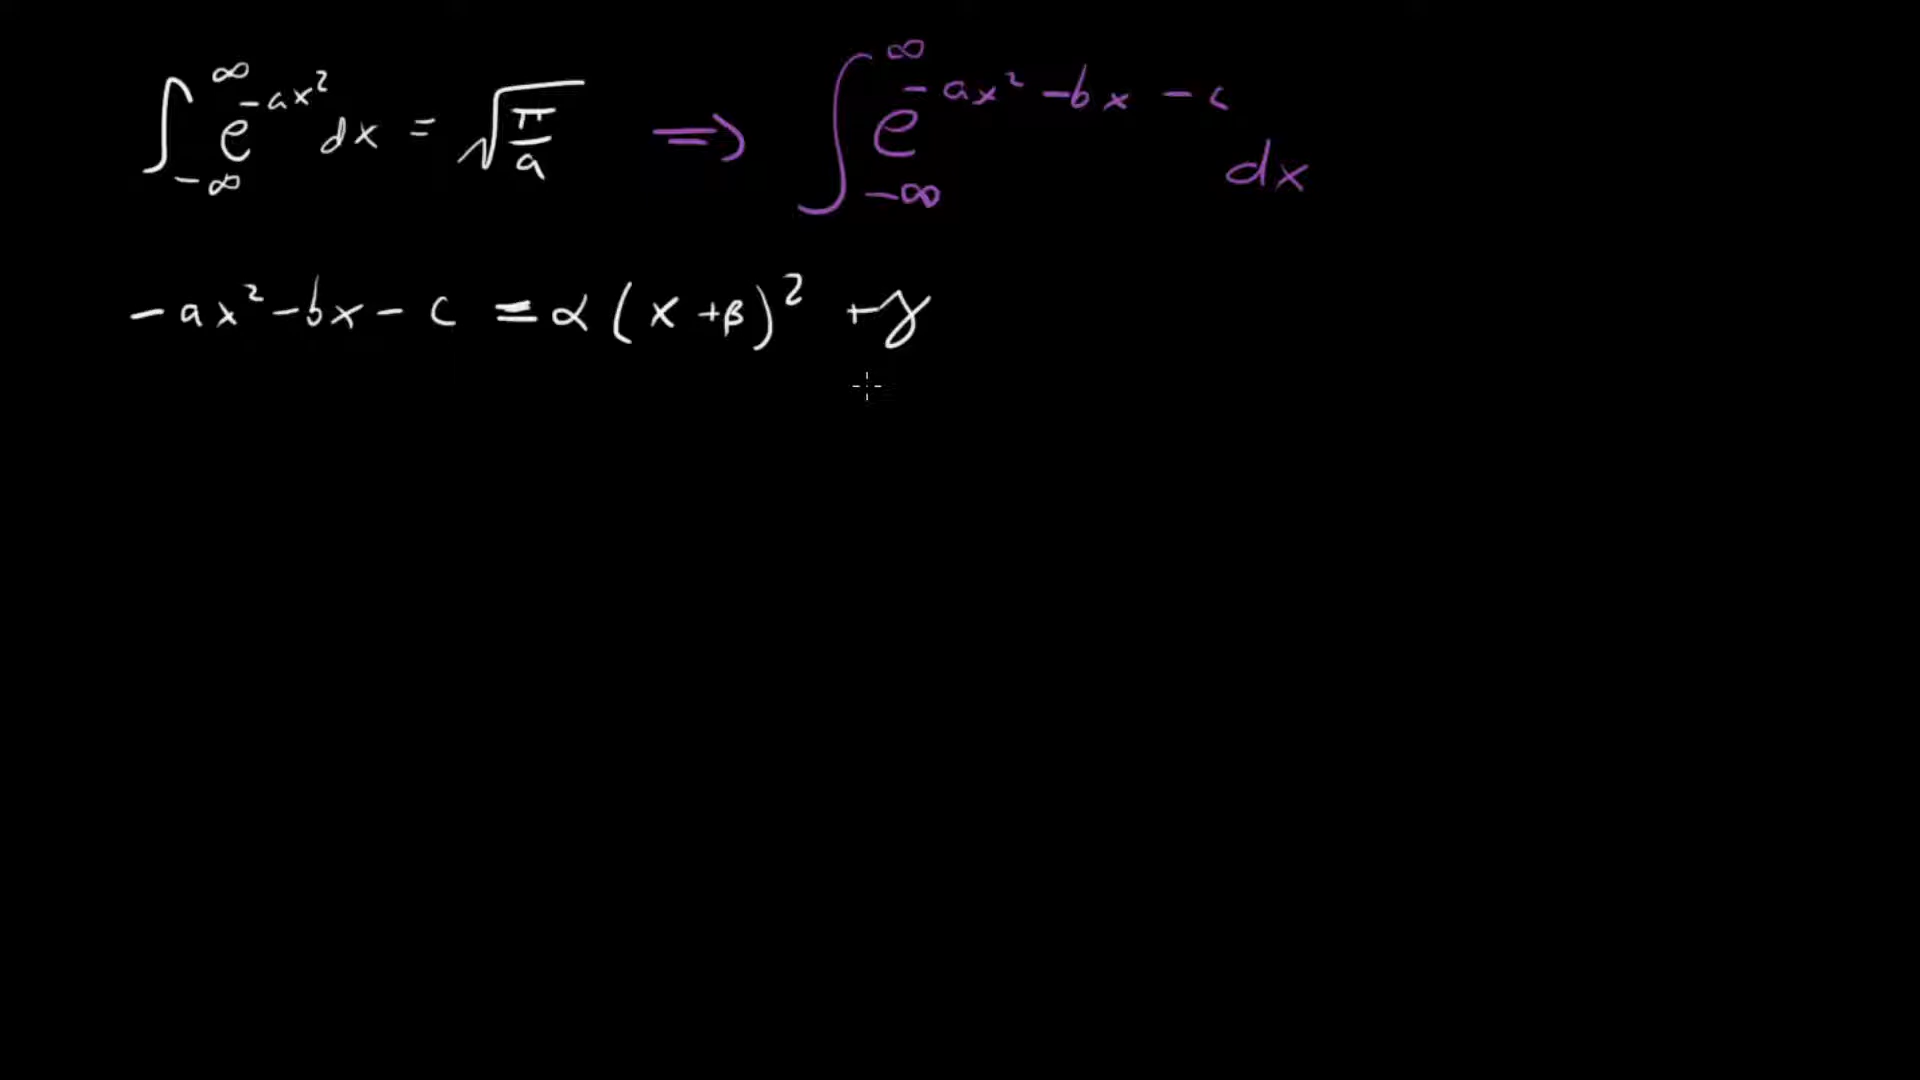 ∫_{-∞}^{∞} e^{-ax²} dx = √(π/a) ⇒ ∫_{-∞}^{∞} e^{-ax² -bx -c} dx
-ax² -bx - c = α(x +β)² +γ